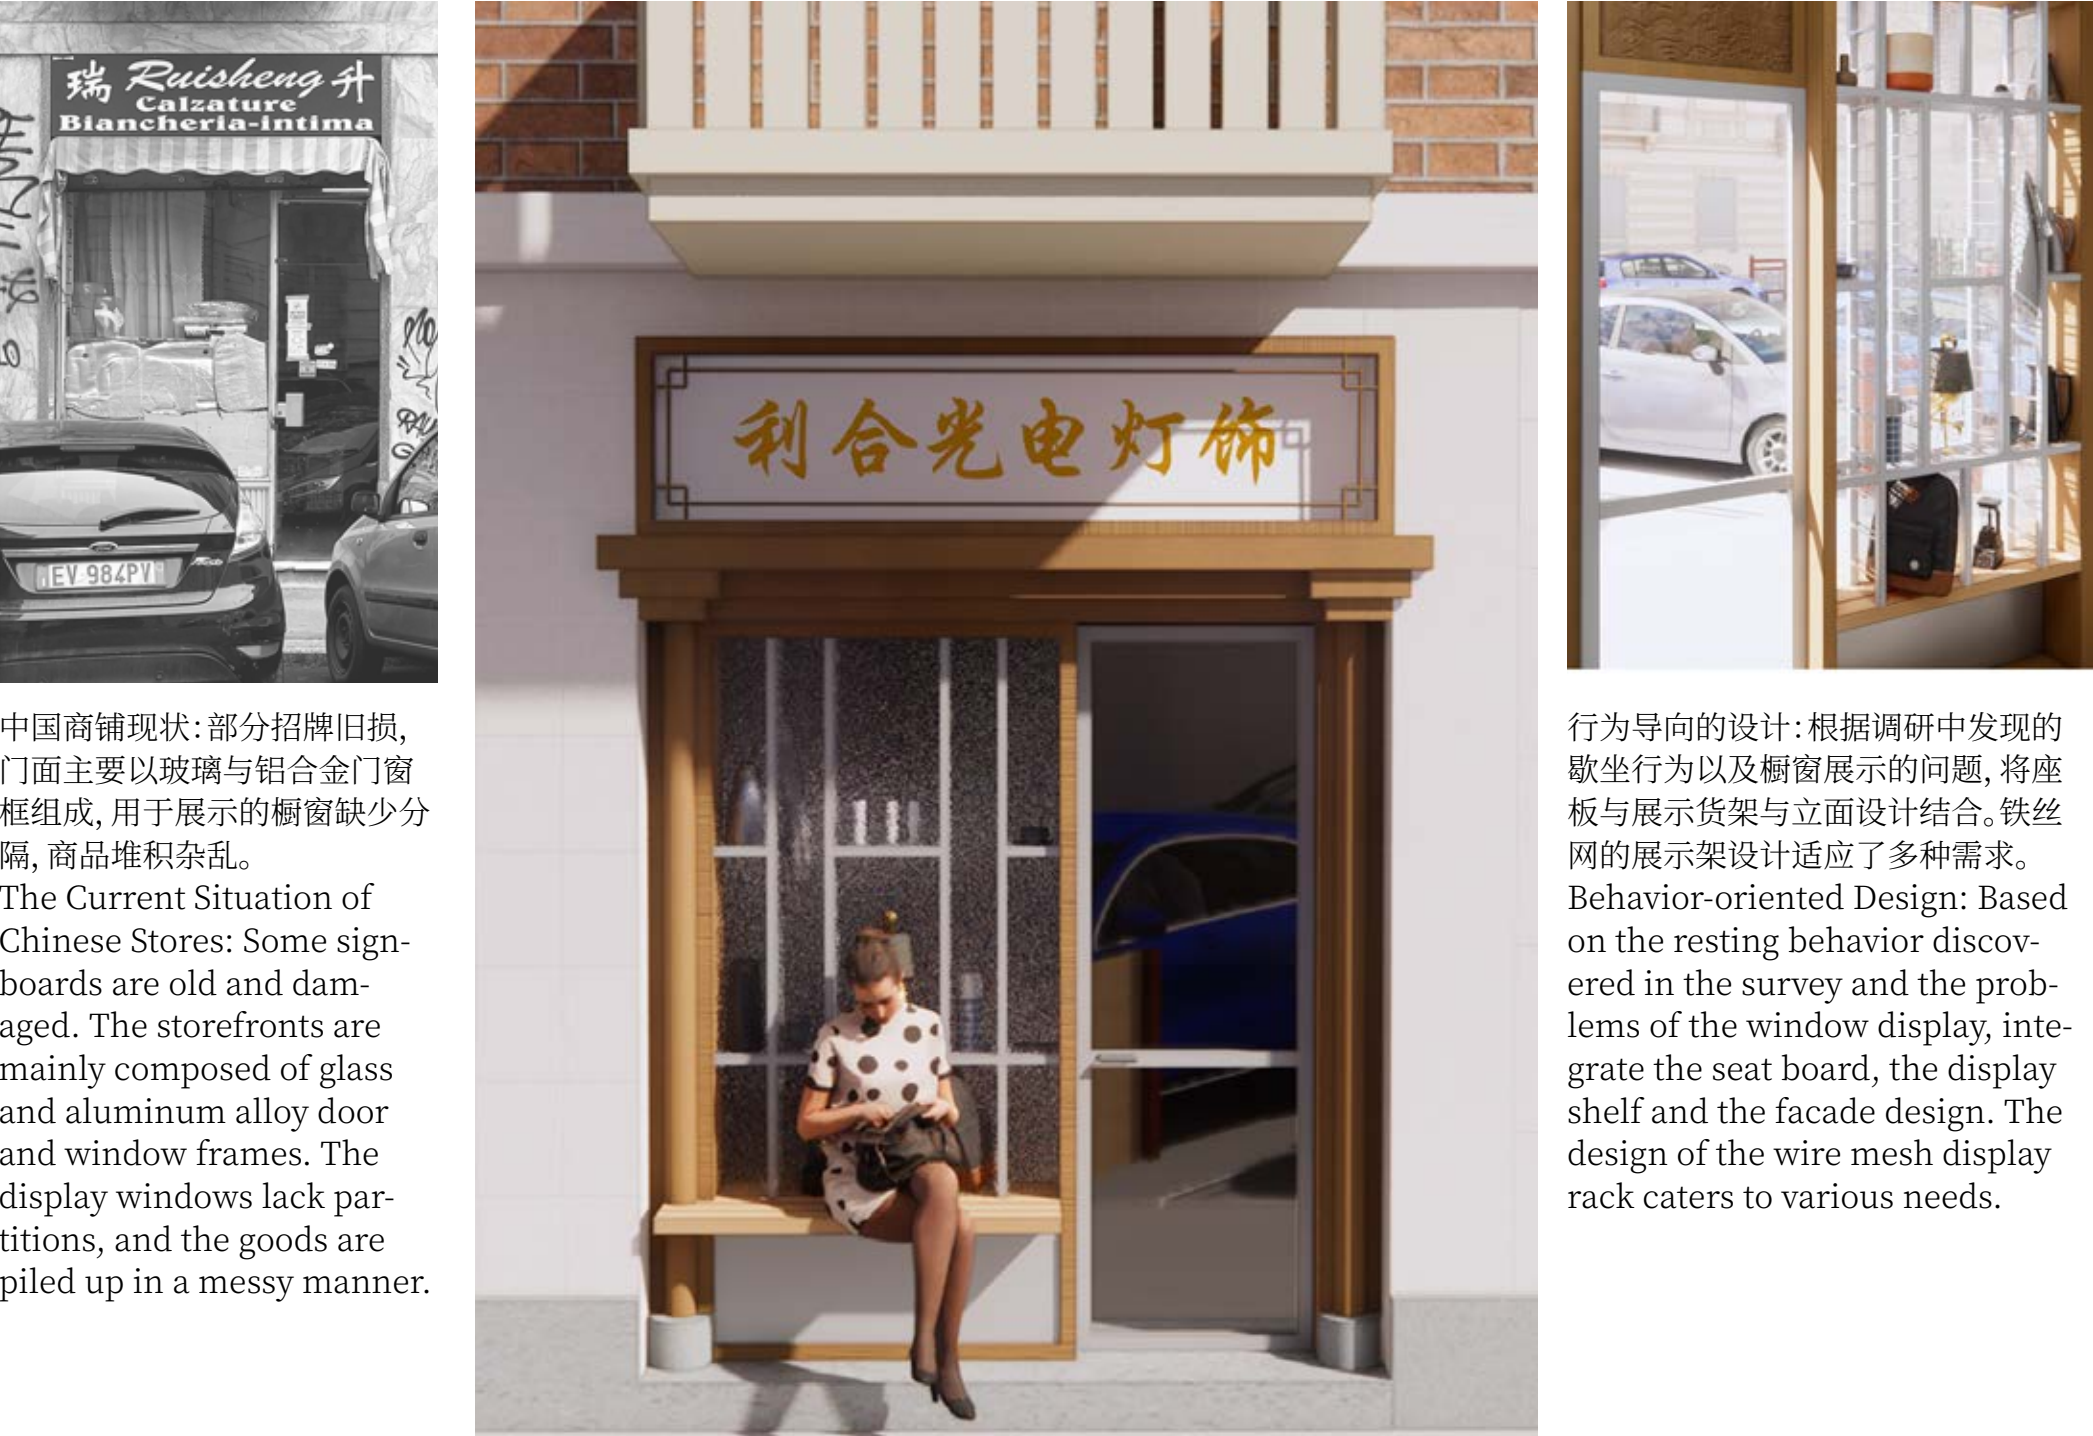 瑞 Ruisheng 升
Calzature
Biancheria-intima
EV 984PV
中国商铺现状：部分招牌旧损，
门面主要以玻璃与铝合金门窗
框组成，用于展示的橱窗缺少分
隔，商品堆积杂乱。
The Current Situation of
Chinese Stores: Some sign-
boards are old and dam-
aged. The storefronts are
mainly composed of glass
and aluminum alloy door
and window frames. The
display windows lack par-
titions, and the goods are
piled up in a messy manner.
利合光电灯饰
行为导向的设计：根据调研中发现的
歇坐行为以及橱窗展示的问题，将座
板与展示货架与立面设计结合。铁丝
网的展示架设计适应了多种需求。
Behavior-oriented Design: Based
on the resting behavior discov-
ered in the survey and the prob-
lems of the window display, inte-
grate the seat board, the display
shelf and the facade design. The
design of the wire mesh display
rack caters to various needs.